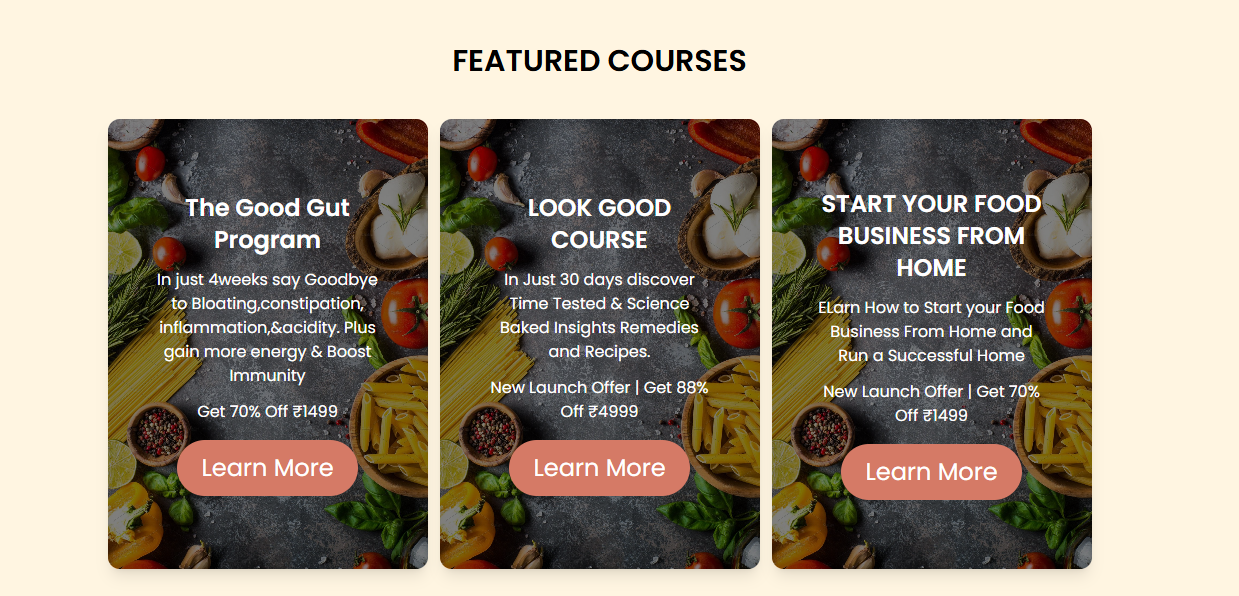 FEATURED COURSES
The Good Gut
Program
In just 4weeks say Goodbye
to Bloating,constipation,
inflammation,&acidity. Plus
gain more energy & Boost
Immunity
Get 70% Off ₹1499
Learn More
LOOK GOOD
COURSE
In Just 30 days discover
Time Tested & Science
Baked Insights Remedies
and Recipes.
New Launch Offer | Get 88%
Off ₹4999
Learn More
START YOUR FOOD
BUSINESS FROM
HOME
ELarn How to Start your Food
Business From Home and
Run a Successful Home
New Launch Offer | Get 70%
Off ₹1499
Learn More